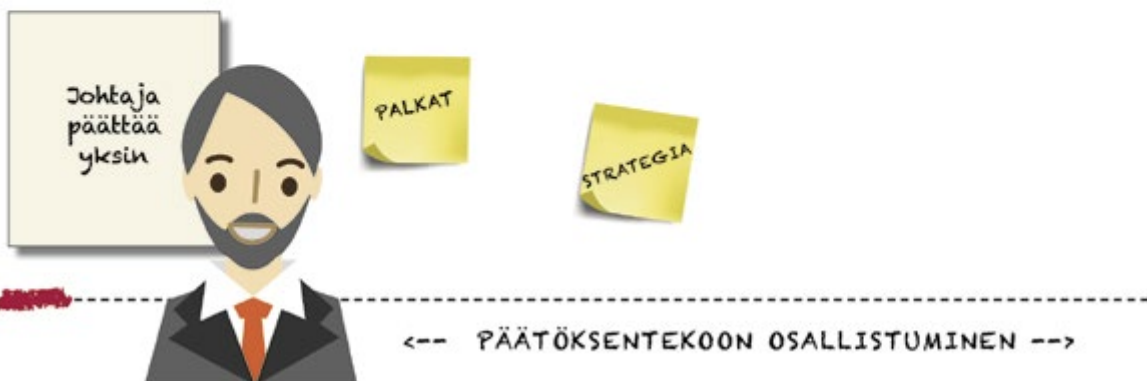 Johtaja
päättää
yksin
PALKAT
STRATEGIA
<-- PÄÄTÖKSENTEKOON OSALLISTUMINEN -->